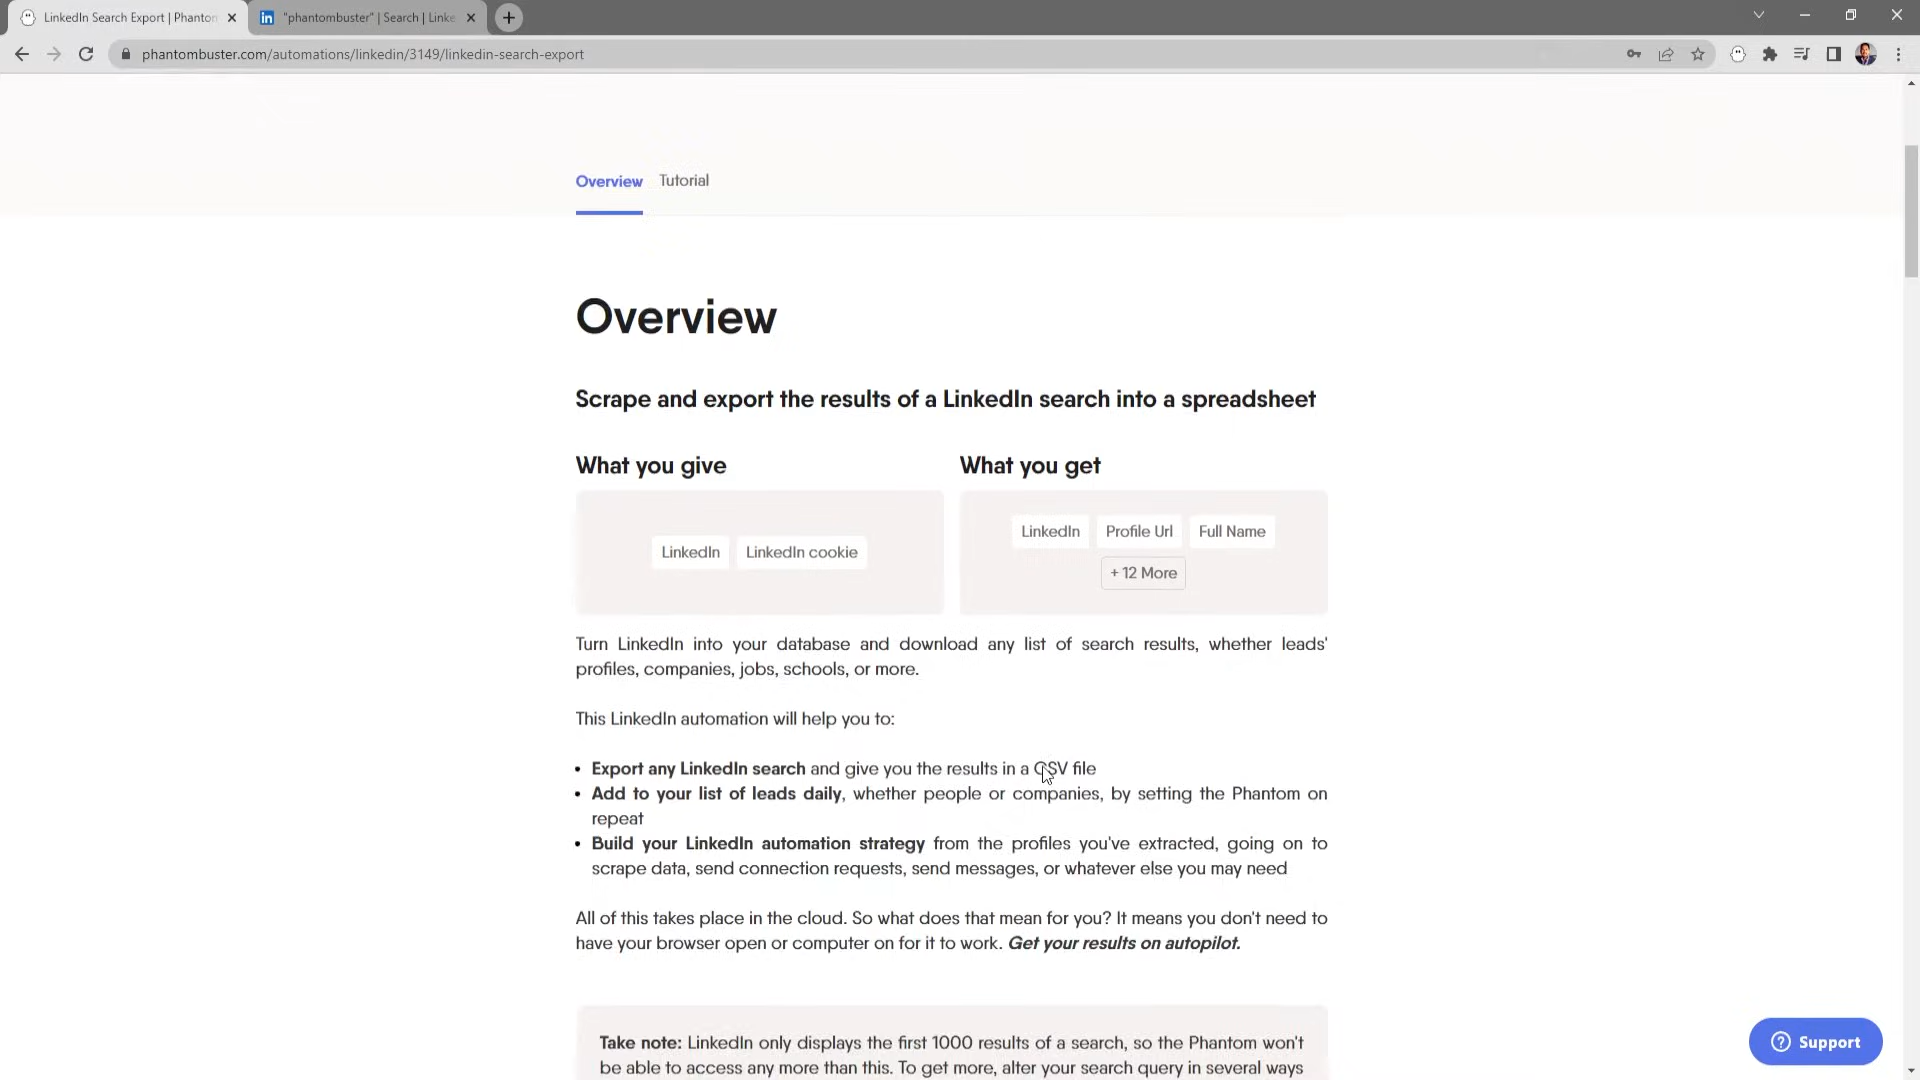 LinkedIn Search Export | Phanto
"phantombuster" | Search | Linke
phantombuster.com/automations/linkedin/3149/linkedin-search-export
Overview Tutorial
Overview
Scrape and export the results of a LinkedIn search into a spreadsheet
What you give
What you get
LinkedIn LinkedIn cookie
LinkedIn Profile Url Full Name
+ 12 More
Turn LinkedIn into your database and download any list of search results, whether leads'
profiles, companies, jobs, schools, or more.
This LinkedIn automation will help you to:
• Export any LinkedIn search and give you the results in a CSV file
• Add to your list of leads daily, whether people or companies, by setting the Phantom on
repeat
• Build your LinkedIn automation strategy from the profiles you've extracted, going on to
scrape data, send connection requests, send messages, or whatever else you may need
All of this takes place in the cloud. So what does that mean for you? It means you don't need to
have your browser open or computer on for it to work. Get your results on autopilot.
Take note: LinkedIn only displays the first 1000 results of a search, so the Phantom won't
be able to access any more than this. To get more, alter your search query in several ways
Support